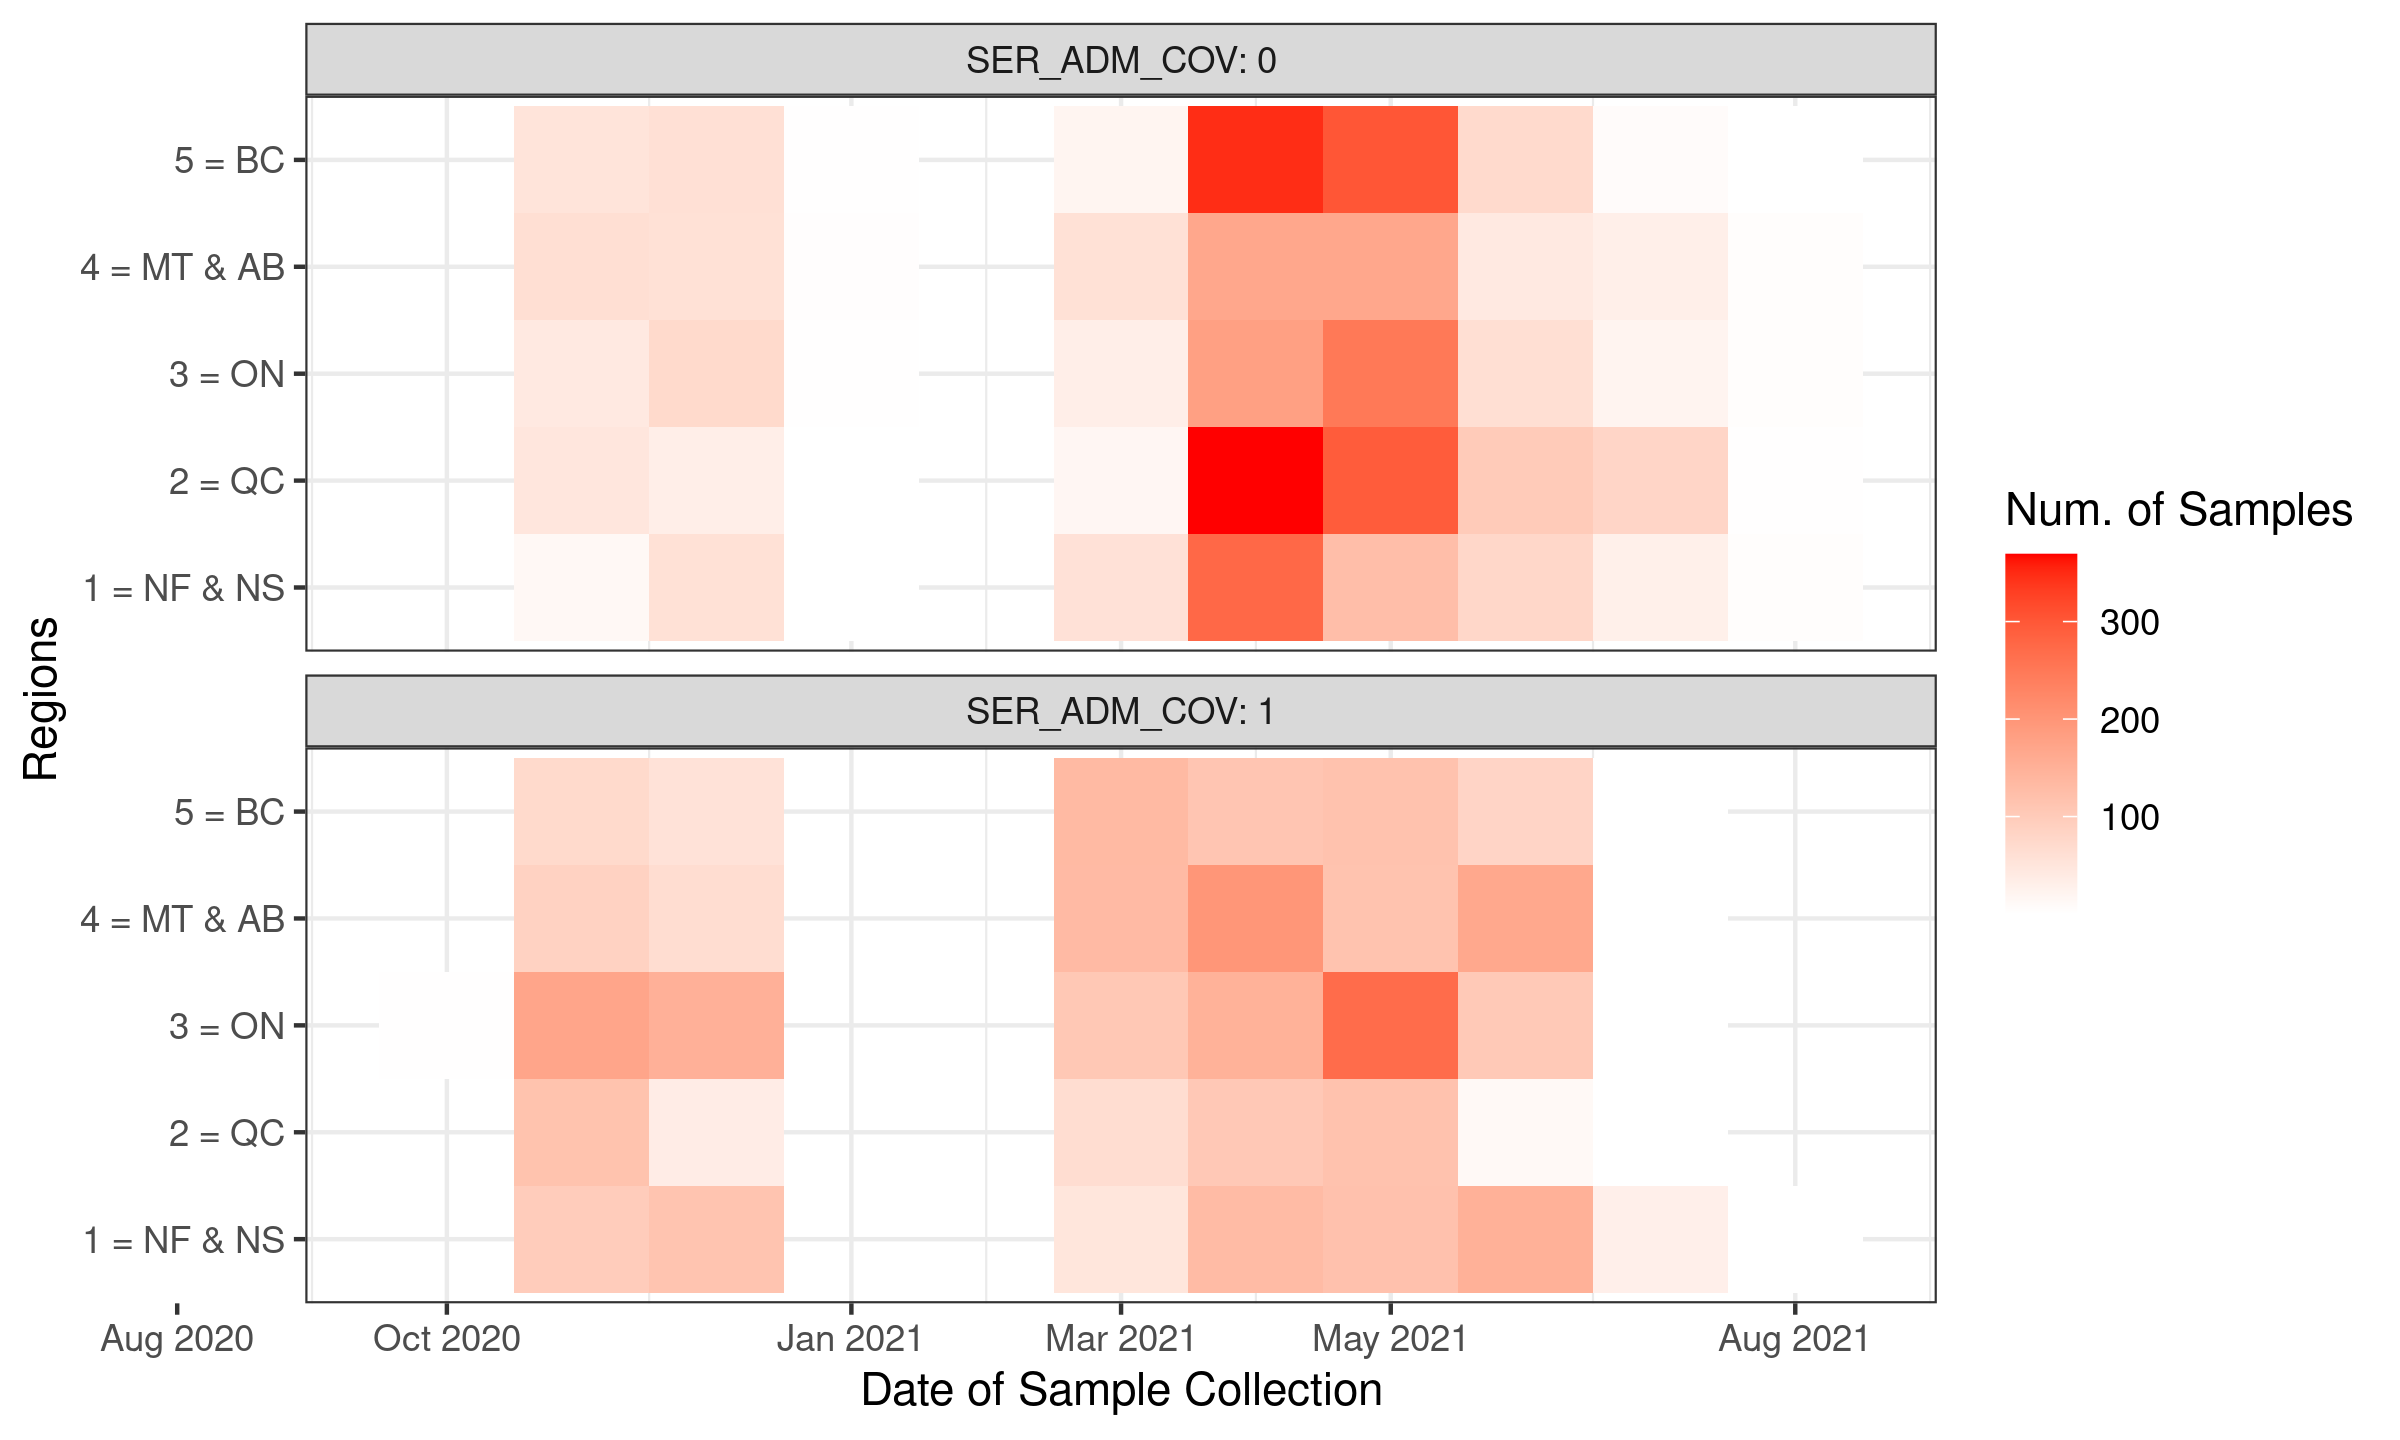 SER_ADM_COV: 0
5 = BC
4 = MT & AB
3 = ON
2 = QC
1 = NF & NS
SER_ADM_COV: 1
5 = BC
4 = MT & AB
3 = ON
2 = QC
1 = NF & NS
Regions
Aug 2020 Oct 2020 Jan 2021 Mar 2021 May 2021 Aug 2021
Date of Sample Collection
Num. of Samples
300
200
100